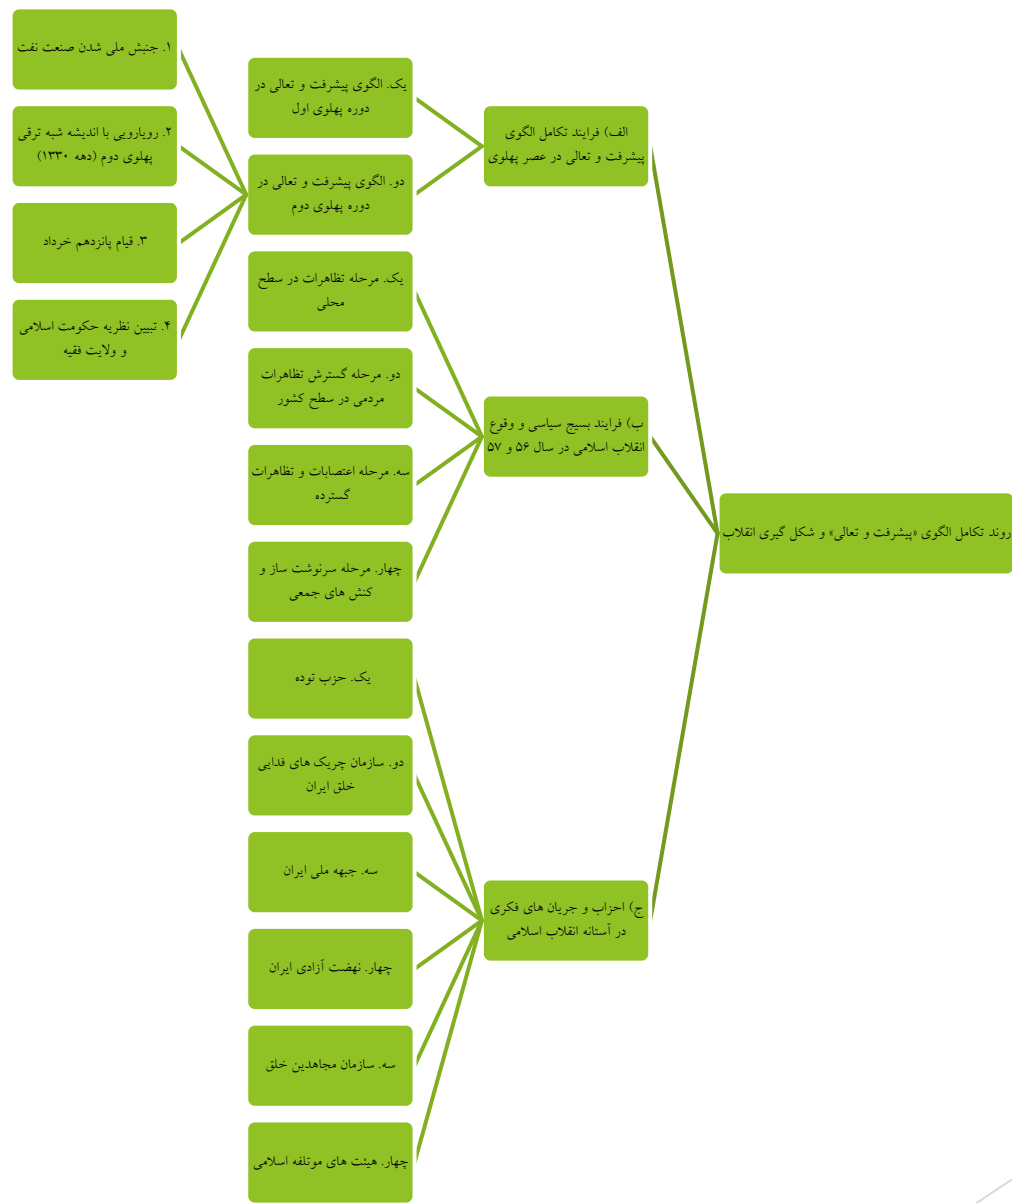 روند تکامل الگوی «پیشرفت و تعالی» و شکل گیری انقلاب
الف) فرایند تکامل الگوی
پیشرفت و تعالی در عصر پهلوی
یک. الگوی پیشرفت و تعالی در
دوره پهلوی اول
دو. الگوی پیشرفت و تعالی در
دوره پهلوی دوم
۱. جنبش ملی شدن صنعت نفت
۲. رویارویی با اندیشه شبه ترقی
پهلوی دوم (دهه ۱۳۳۰)
۳. قیام پانزدهم خرداد
۴. تبیین نظریه حکومت اسلامی
و ولایت فقیه
ب) فرایند بسیج سیاسی و وقوع
انقلاب اسلامی در سال ۵۶ و ۵۷
یک. مرحله تظاهرات در سطح
محلی
دو. مرحله گسترش تظاهرات
مردمی در سطح کشور
سه. مرحله اعتصابات و تظاهرات
گسترده
چهار. مرحله سرنوشت ساز و
کنش های جمعی
ج) احزاب و جریان های فکری
در آستانه انقلاب اسلامی
یک. حزب توده
دو. سازمان چریک های فدایی
خلق ایران
سه. جبهه ملی ایران
چهار. نهضت آزادی ایران
سه. سازمان مجاهدین خلق
چهار. هیئت های موتلفه اسلامی